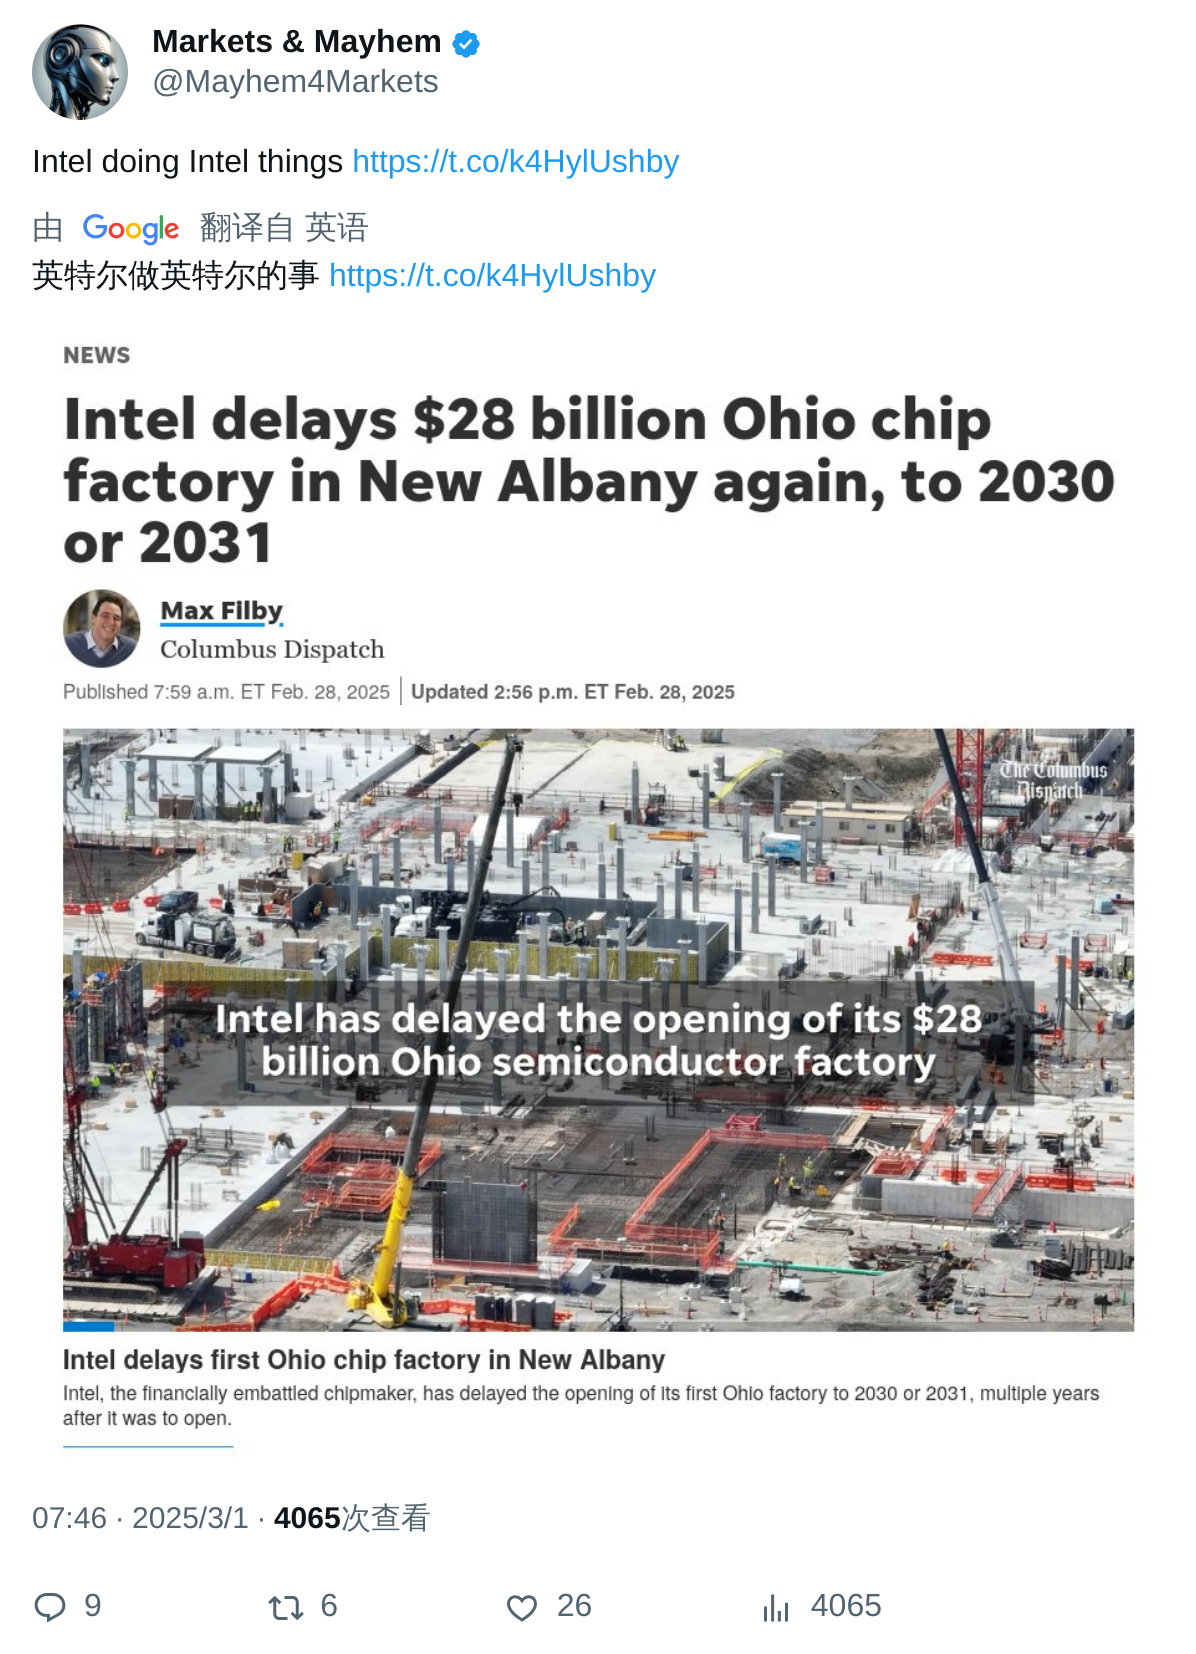 Markets & Mayhem
@Mayhem4Markets
Intel doing Intel things https://t.co/k4HylUshby
由 Google 翻译自 英语
英特尔做英特尔的事 https://t.co/k4HylUshby
NEWS
Intel delays $28 billion Ohio chip
factory in New Albany again, to 2030
or 2031
Max Filby
Columbus Dispatch
Published 7:59 a.m. ET Feb. 28, 2025 | Updated 2:56 p.m. ET Feb. 28, 2025
The Columbus
Dispatch
Intel has delayed the opening of its $28
billion Ohio semiconductor factory
Intel delays first Ohio chip factory in New Albany
Intel, the financially embattled chipmaker, has delayed the opening of its first Ohio factory to 2030 or 2031, multiple years
after it was to open.
07:46 · 2025/3/1 · 4065次查看
9 6 26 4065